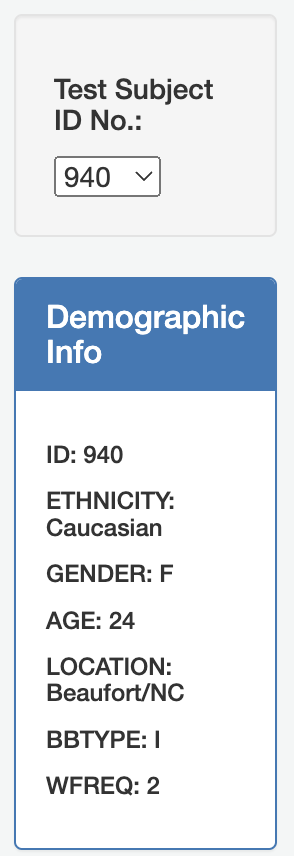 Test Subject
ID No.:
940
Demographic
Info
ID: 940
ETHNICITY:
Caucasian
GENDER: F
AGE: 24
LOCATION:
Beaufort/NC
BBTYPE: I
WFREQ: 2